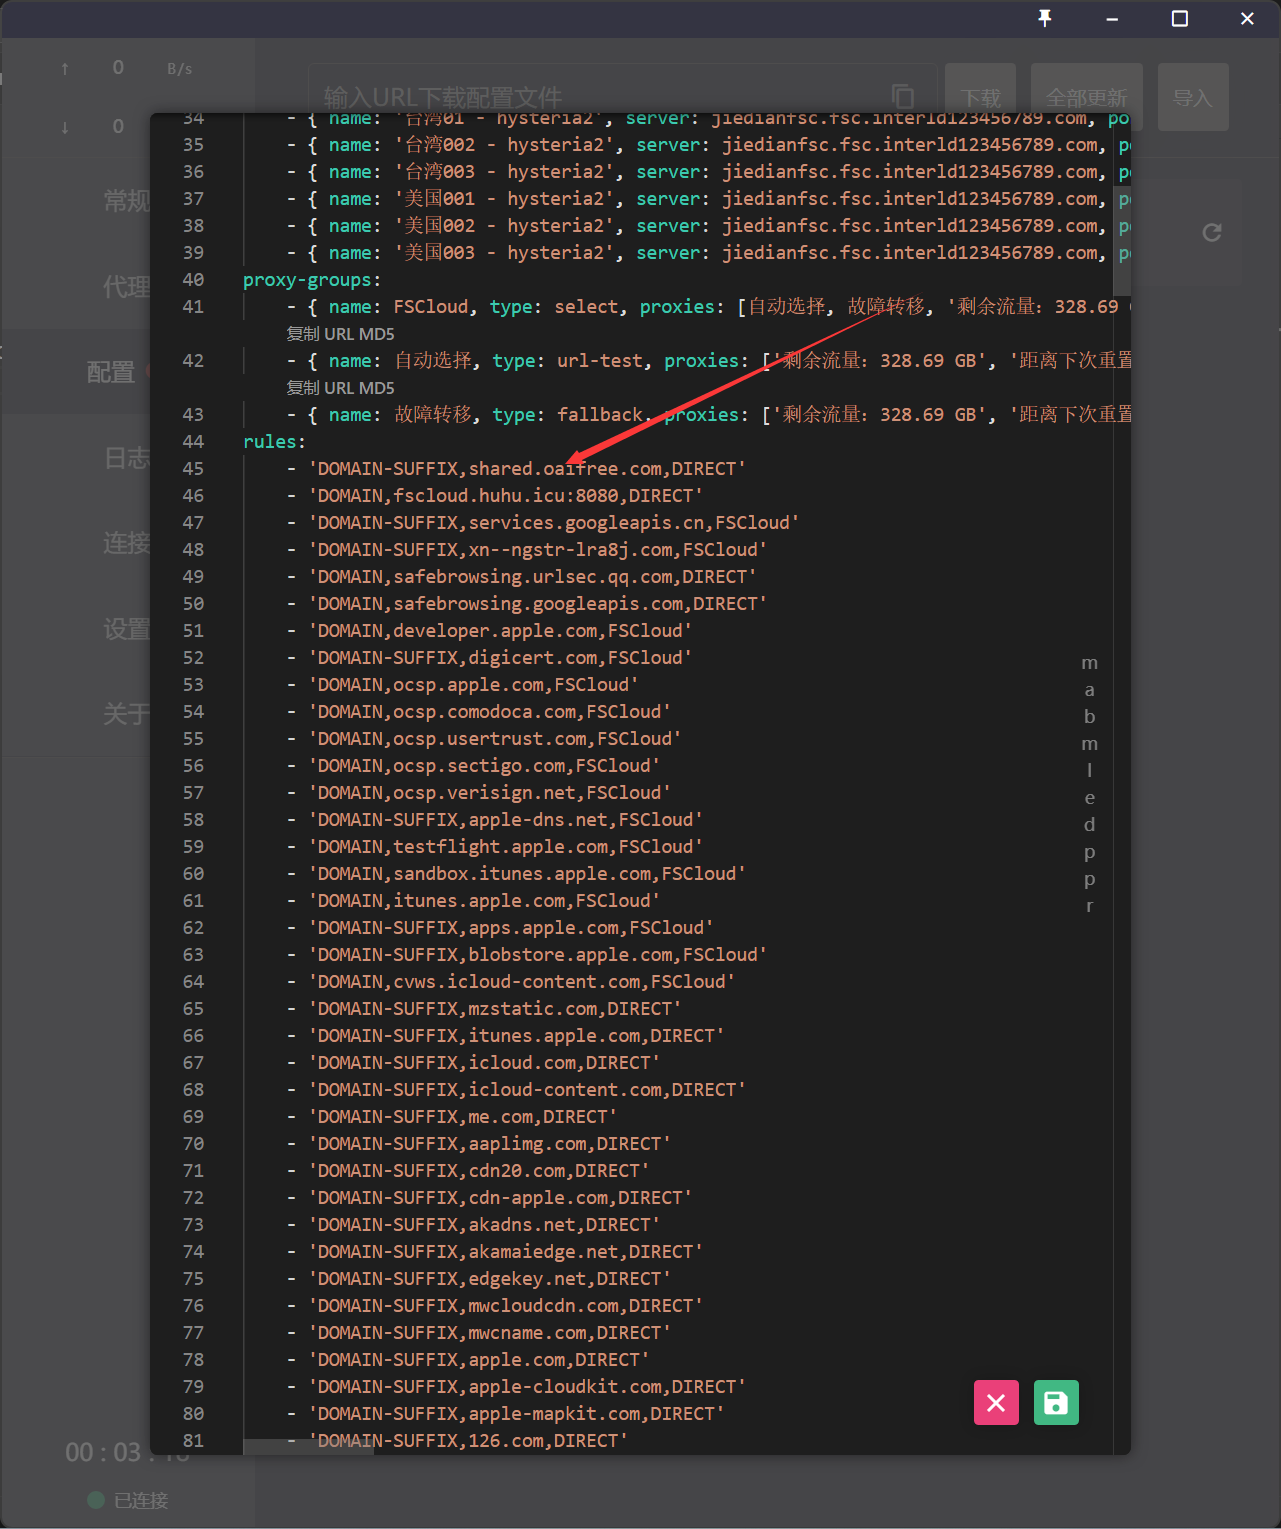 ↑ 0 B/s
输入URL下载配置文件 下载 全部更新 导入
↓ 0
常规
代理
配置
日志
连接
设置
关于
34 - { name: '台湾01 - hysteria2', server: jiedianfsc.fsc.interld123456789.com, po
35 - { name: '台湾002 - hysteria2', server: jiedianfsc.fsc.interld123456789.com, p
36 - { name: '台湾003 - hysteria2', server: jiedianfsc.fsc.interld123456789.com, p
37 - { name: '美国001 - hysteria2', server: jiedianfsc.fsc.interld123456789.com, p
38 - { name: '美国002 - hysteria2', server: jiedianfsc.fsc.interld123456789.com, p
39 - { name: '美国003 - hysteria2', server: jiedianfsc.fsc.interld123456789.com, p
40 proxy-groups:
41 - { name: FSCloud, type: select, proxies: [自动选择, 故障转移, '剩余流量：328.69
复制 URL MD5
42 - { name: 自动选择, type: url-test, proxies: ['剩余流量：328.69 GB', '距离下次重置
复制 URL MD5
43 - { name: 故障转移, type: fallback, proxies: ['剩余流量：328.69 GB', '距离下次重置
44 rules:
45 - 'DOMAIN-SUFFIX,shared.oaifree.com,DIRECT'
46 - 'DOMAIN,fscloud.huhu.icu:8080,DIRECT'
47 - 'DOMAIN-SUFFIX,services.googleapis.cn,FSCloud'
48 - 'DOMAIN-SUFFIX,xn--ngstr-lra8j.com,FSCloud'
49 - 'DOMAIN,safebrowsing.urlsec.qq.com,DIRECT'
50 - 'DOMAIN,safebrowsing.googleapis.com,DIRECT'
51 - 'DOMAIN,developer.apple.com,FSCloud'
52 - 'DOMAIN-SUFFIX,digicert.com,FSCloud'
53 - 'DOMAIN,ocsp.apple.com,FSCloud'
54 - 'DOMAIN,ocsp.comodoca.com,FSCloud'
55 - 'DOMAIN,ocsp.usertrust.com,FSCloud'
56 - 'DOMAIN,ocsp.sectigo.com,FSCloud'
57 - 'DOMAIN,ocsp.verisign.net,FSCloud'
58 - 'DOMAIN-SUFFIX,apple-dns.net,FSCloud'
59 - 'DOMAIN,testflight.apple.com,FSCloud'
60 - 'DOMAIN,sandbox.itunes.apple.com,FSCloud'
61 - 'DOMAIN,itunes.apple.com,FSCloud'
62 - 'DOMAIN-SUFFIX,apps.apple.com,FSCloud'
63 - 'DOMAIN-SUFFIX,blobstore.apple.com,FSCloud'
64 - 'DOMAIN,cvws.icloud-content.com,FSCloud'
65 - 'DOMAIN-SUFFIX,mzstatic.com,DIRECT'
66 - 'DOMAIN-SUFFIX,itunes.apple.com,DIRECT'
67 - 'DOMAIN-SUFFIX,icloud.com,DIRECT'
68 - 'DOMAIN-SUFFIX,icloud-content.com,DIRECT'
69 - 'DOMAIN-SUFFIX,me.com,DIRECT'
70 - 'DOMAIN-SUFFIX,aaplimg.com,DIRECT'
71 - 'DOMAIN-SUFFIX,cdn20.com,DIRECT'
72 - 'DOMAIN-SUFFIX,cdn-apple.com,DIRECT'
73 - 'DOMAIN-SUFFIX,akadns.net,DIRECT'
74 - 'DOMAIN-SUFFIX,akamaiedge.net,DIRECT'
75 - 'DOMAIN-SUFFIX,edgekey.net,DIRECT'
76 - 'DOMAIN-SUFFIX,mwcloudcdn.com,DIRECT'
77 - 'DOMAIN-SUFFIX,mwcname.com,DIRECT'
78 - 'DOMAIN-SUFFIX,apple.com,DIRECT'
79 - 'DOMAIN-SUFFIX,apple-cloudkit.com,DIRECT'
80 - 'DOMAIN-SUFFIX,apple-mapkit.com,DIRECT'
81 - 'DOMAIN-SUFFIX,126.com,DIRECT'
m
a
b
m
l
e
d
p
p
r
00 : 03 :
已连接